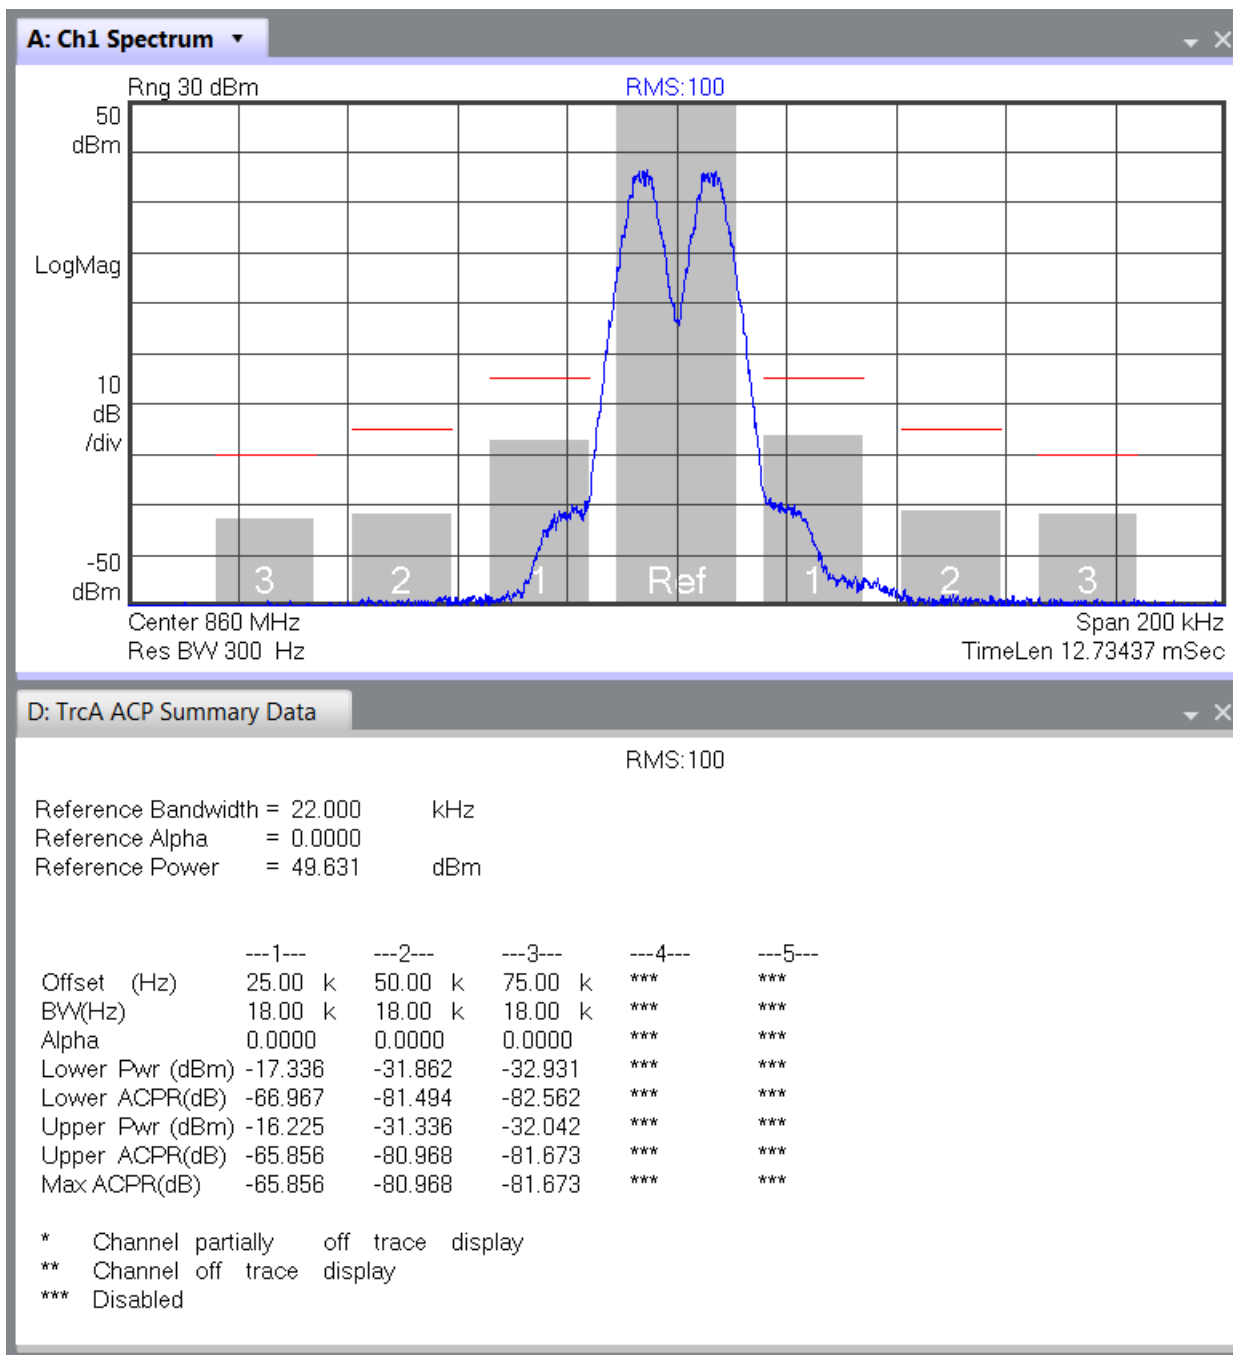 A: Ch1 Spectrum
Rng 30 dBm
RMS:100
50
dBm
LogMag
10
dB
/div
-50
dBm
3 2 1 Ref 1 2 3
Center 860 MHz
Span 200 kHz
Res BW 300 Hz
TimeLen 12.73437 mSec
D: TrcA ACP Summary Data
RMS:100
Reference Bandwidth = 22.000 kHz
Reference Alpha = 0.0000
Reference Power = 49.631 dBm
---1--- ---2--- ---3--- ---4--- ---5---
Offset (Hz) 25.00 k 50.00 k 75.00 k *** ***
BW(Hz) 18.00 k 18.00 k 18.00 k *** ***
Alpha 0.0000 0.0000 0.0000 *** ***
Lower Pwr (dBm) -17.336 -31.862 -32.931 *** ***
Lower ACPR(dB) -66.967 -81.494 -82.562 *** ***
Upper Pwr (dBm) -16.225 -31.336 -32.042 *** ***
Upper ACPR(dB) -65.856 -80.968 -81.673 *** ***
Max ACPR(dB) -65.856 -80.968 -81.673 *** ***
* Channel partially off trace display
** Channel off trace display
*** Disabled